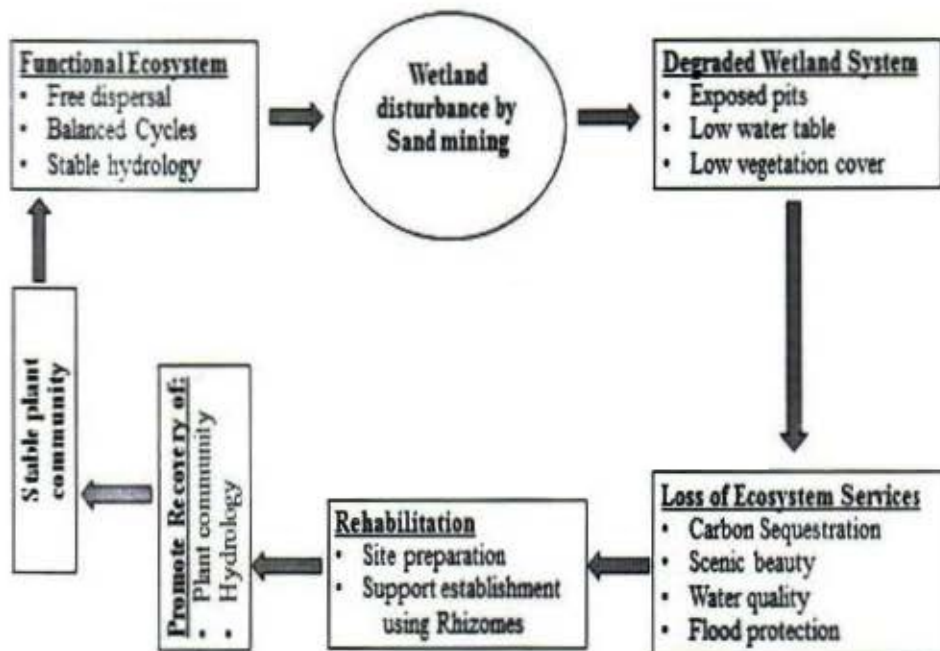 Functional Ecosystem
• Free dispersal
• Balanced Cycles
• Stable hydrology
Wetland
disturbance by
Sand mining
Degraded Wetland System
• Exposed pits
• Low water table
• Low vegetation cover
Loss of Ecosystem Services
• Carbon Sequestration
• Scenic beauty
• Water quality
• Flood protection
Rehabilitation
• Site preparation
• Support establishment
using Rhizomes
Promote Recovery of:
• Plant community
• Hydrology
Stable plant
community